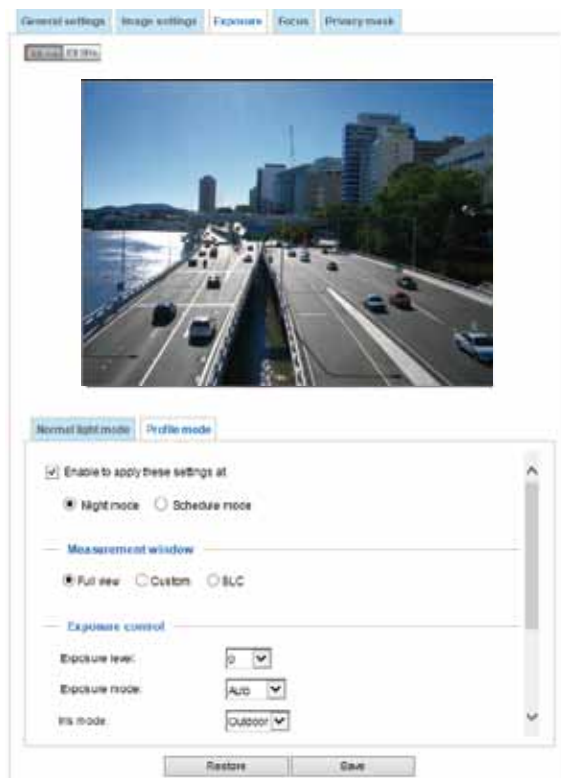 General settings Image settings Exposure Focus Privacy mask
Normal light mode Profile mode
Enable to apply these settings at
Night mode Schedule mode
Measurement window
Full view Custom BLC
Exposure control
Exposure level: 0
Exposure mode: Auto
Iris mode: Outdoor
Restore Save